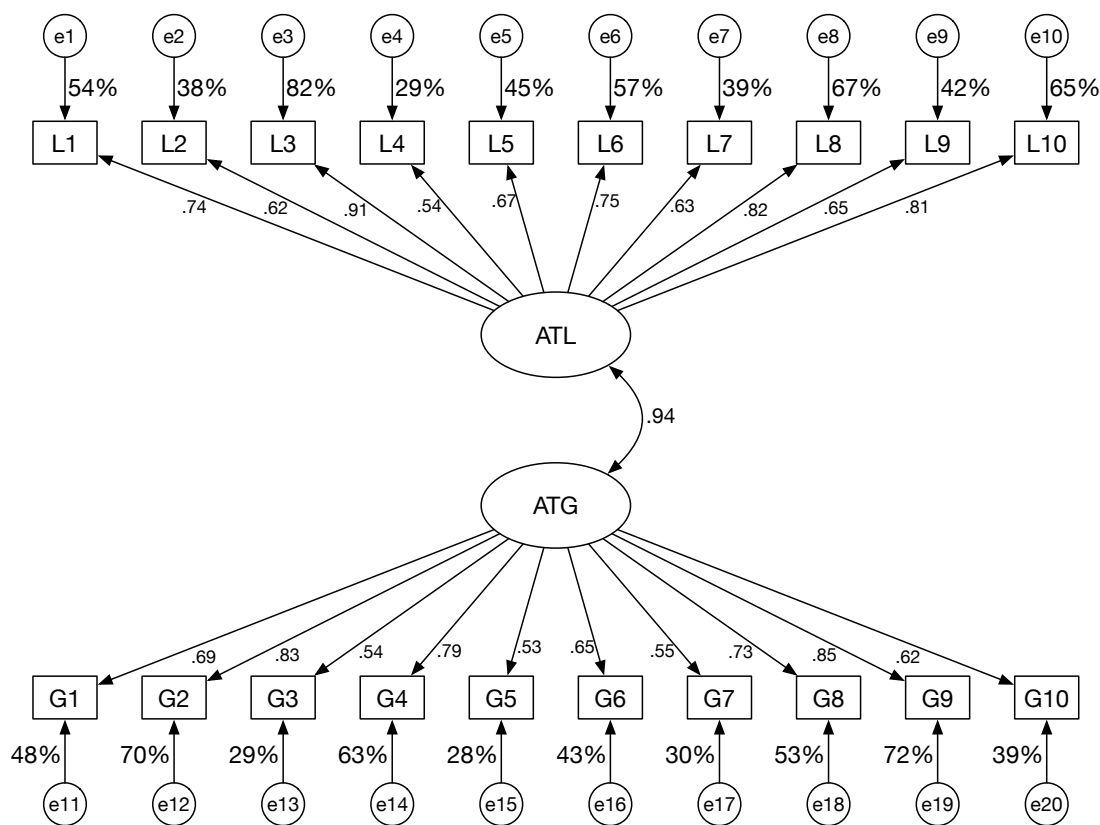 e1 e2 e3 e4 e5 e6 e7 e8 e9 e10
54% 38% 82% 29% 45% 57% 39% 67% 42% 65%
L1 L2 L3 L4 L5 L6 L7 L8 L9 L10
.74 .62 .91 .54 .67 .75 .63 .82 .65 .81
ATL
.94
ATG
.69 .83 .54 .79 .53 .65 .55 .73 .85 .62
G1 G2 G3 G4 G5 G6 G7 G8 G9 G10
48% 70% 29% 63% 28% 43% 30% 53% 72% 39%
e11 e12 e13 e14 e15 e16 e17 e18 e19 e20